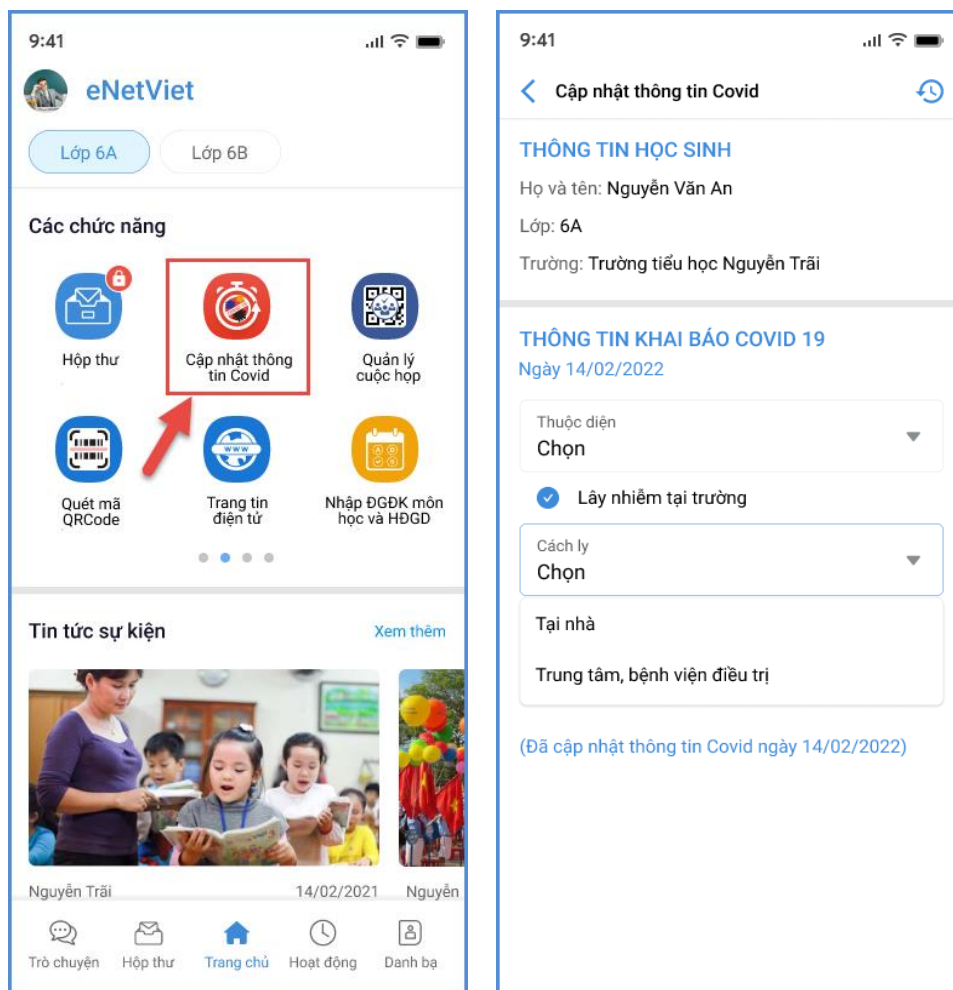 9:41
eNetViet
Lớp 6A
Lớp 6B
Các chức năng
Hộp thư
Cập nhật thông
tin Covid
Quản lý
cuộc họp
Quét mã
QRCode
WWW
Trang tin
điện tử
Nhập ĐGĐK môn
học và HĐGD
Tin tức sự kiện
Xem thêm
Nguyễn Trãi
14/02/2021
Nguyễn
Trò chuyện
Hộp thư
Trang chủ
Hoạt động
Danh bạ
9:41
Cập nhật thông tin Covid
THÔNG TIN HỌC SINH
Họ và tên: Nguyễn Văn An
Lớp: 6A
Trường: Trường tiểu học Nguyễn Trãi
THÔNG TIN KHAI BÁO COVID 19
Ngày 14/02/2022
Thuộc diện
Chọn
Lây nhiễm tại trường
Cách ly
Chọn
Tại nhà
Trung tâm, bệnh viện điều trị
(Đã cập nhật thông tin Covid ngày 14/02/2022)